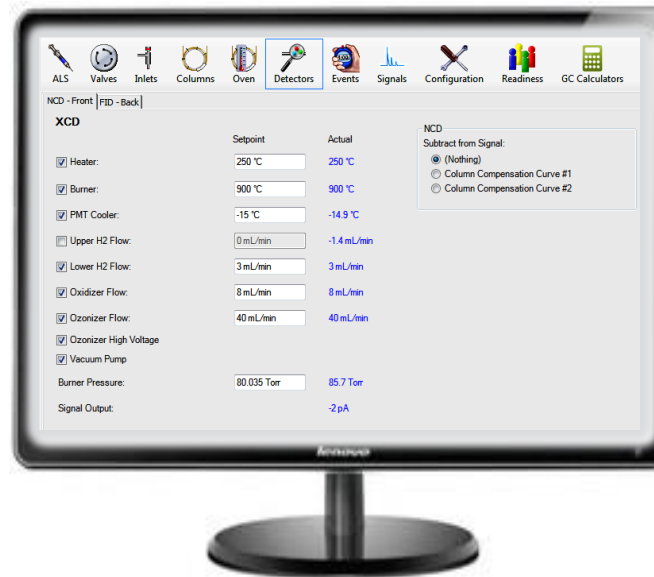 ALS Valves Inlets Columns Oven Detectors Events Signals Configuration Readiness GC Calculators
NCD - Front FID - Back
XCD
Setpoint Actual
Heater: 250 °C 250 °C
Burner: 900 °C 900 °C
PMT Cooler: -15 °C -14.9 °C
Upper H2 Flow: 0 mL/min -1.4 mL/min
Lower H2 Flow: 3 mL/min 3 mL/min
Oxidizer Flow: 8 mL/min 8 mL/min
Ozonizer Flow: 40 mL/min 40 mL/min
Ozonizer High Voltage
Vacuum Pump
Burner Pressure: 80.035 Torr 85.7 Torr
Signal Output: -2 pA
NCD
Subtract from Signal:
(Nothing)
Column Compensation Curve #1
Column Compensation Curve #2
lenovo